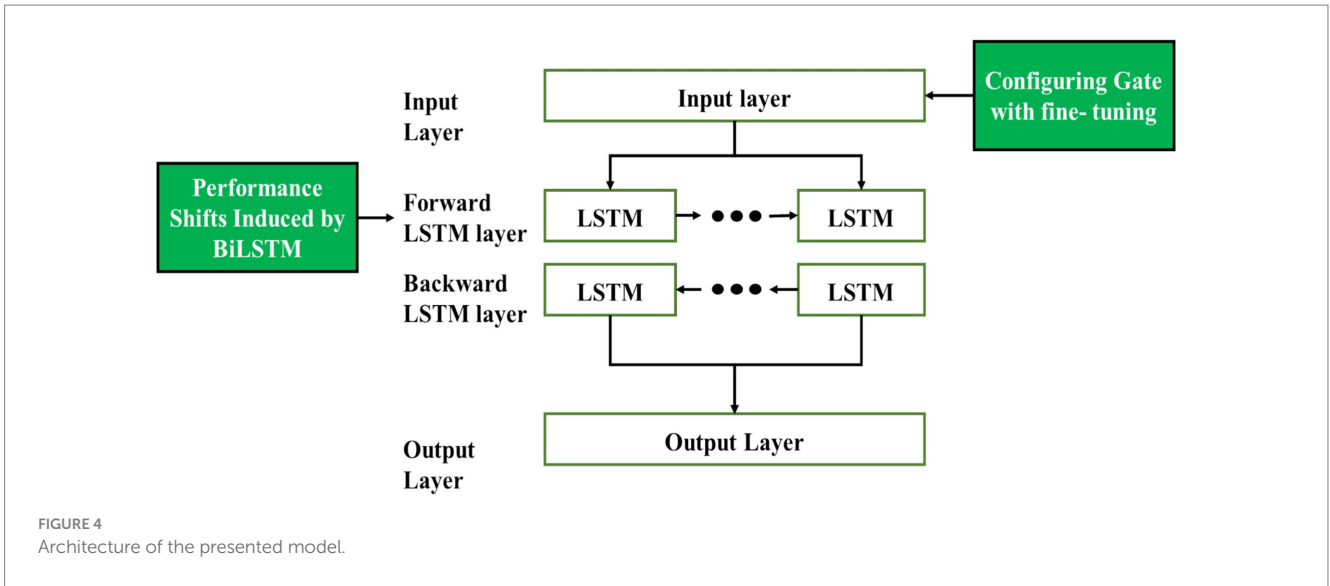 Input
Layer
Input layer
Configuring Gate
with fine- tuning
Performance
Shifts Induced by
BiLSTM
Forward
LSTM layer
LSTM
LSTM
Backward
LSTM layer
LSTM
LSTM
Output
Layer
Output Layer
FIGURE 4
Architecture of the presented model.